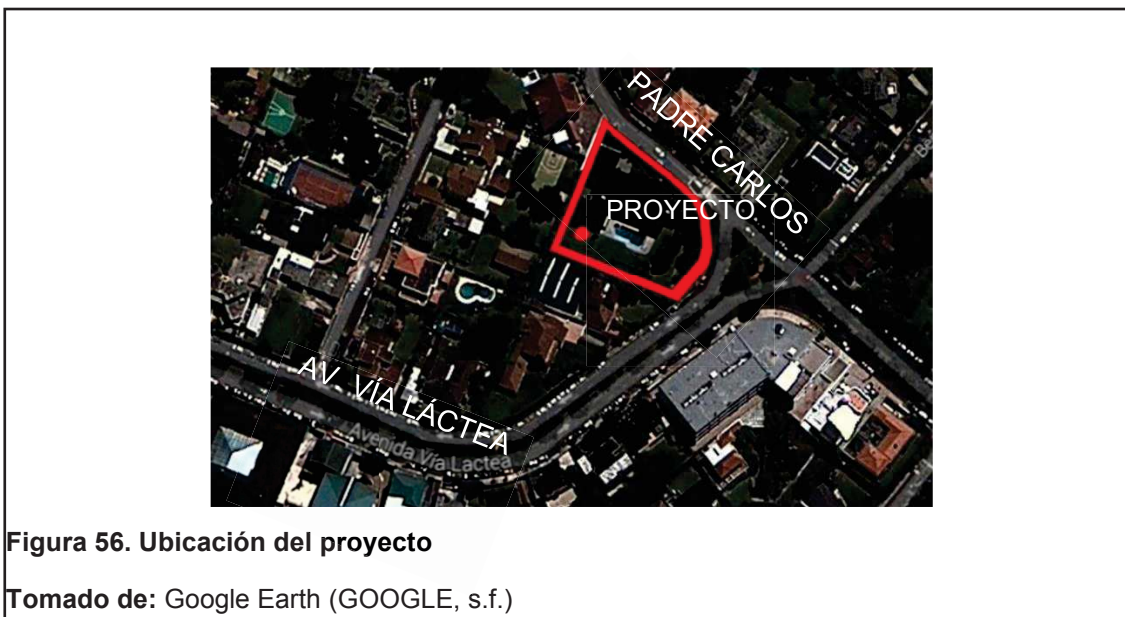 PADRE CARLOS
PROYECTO
AV. VÍA LÁCTEA
Avenida Vía Lactea
Figura 56. Ubicación del proyecto
Tomado de: Google Earth (GOOGLE, s.f.)